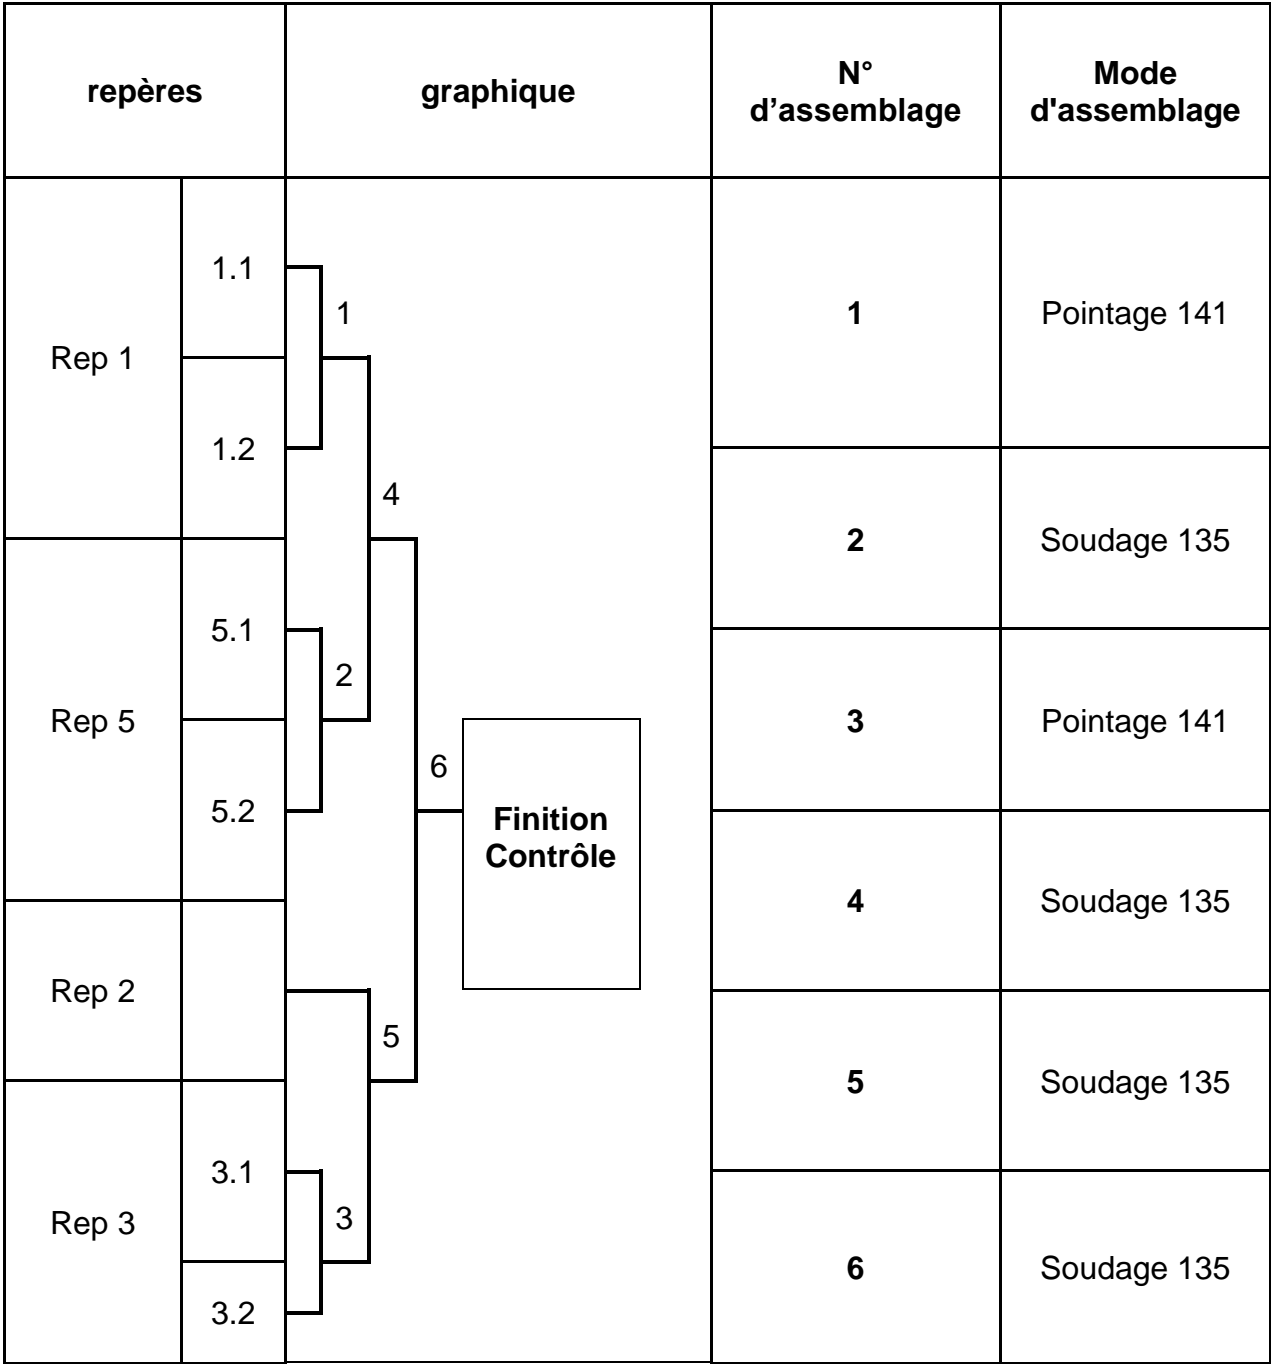 repères
graphique
N°
d’assemblage
Mode
d'assemblage
Rep 1
1.1
1.2
1
1
Pointage 141
4
2
Soudage 135
Rep 5
5.1
5.2
2
3
Pointage 141
6
Finition
Contrôle
4
Soudage 135
Rep 2
5
5
Soudage 135
Rep 3
3.1
3.2
3
6
Soudage 135